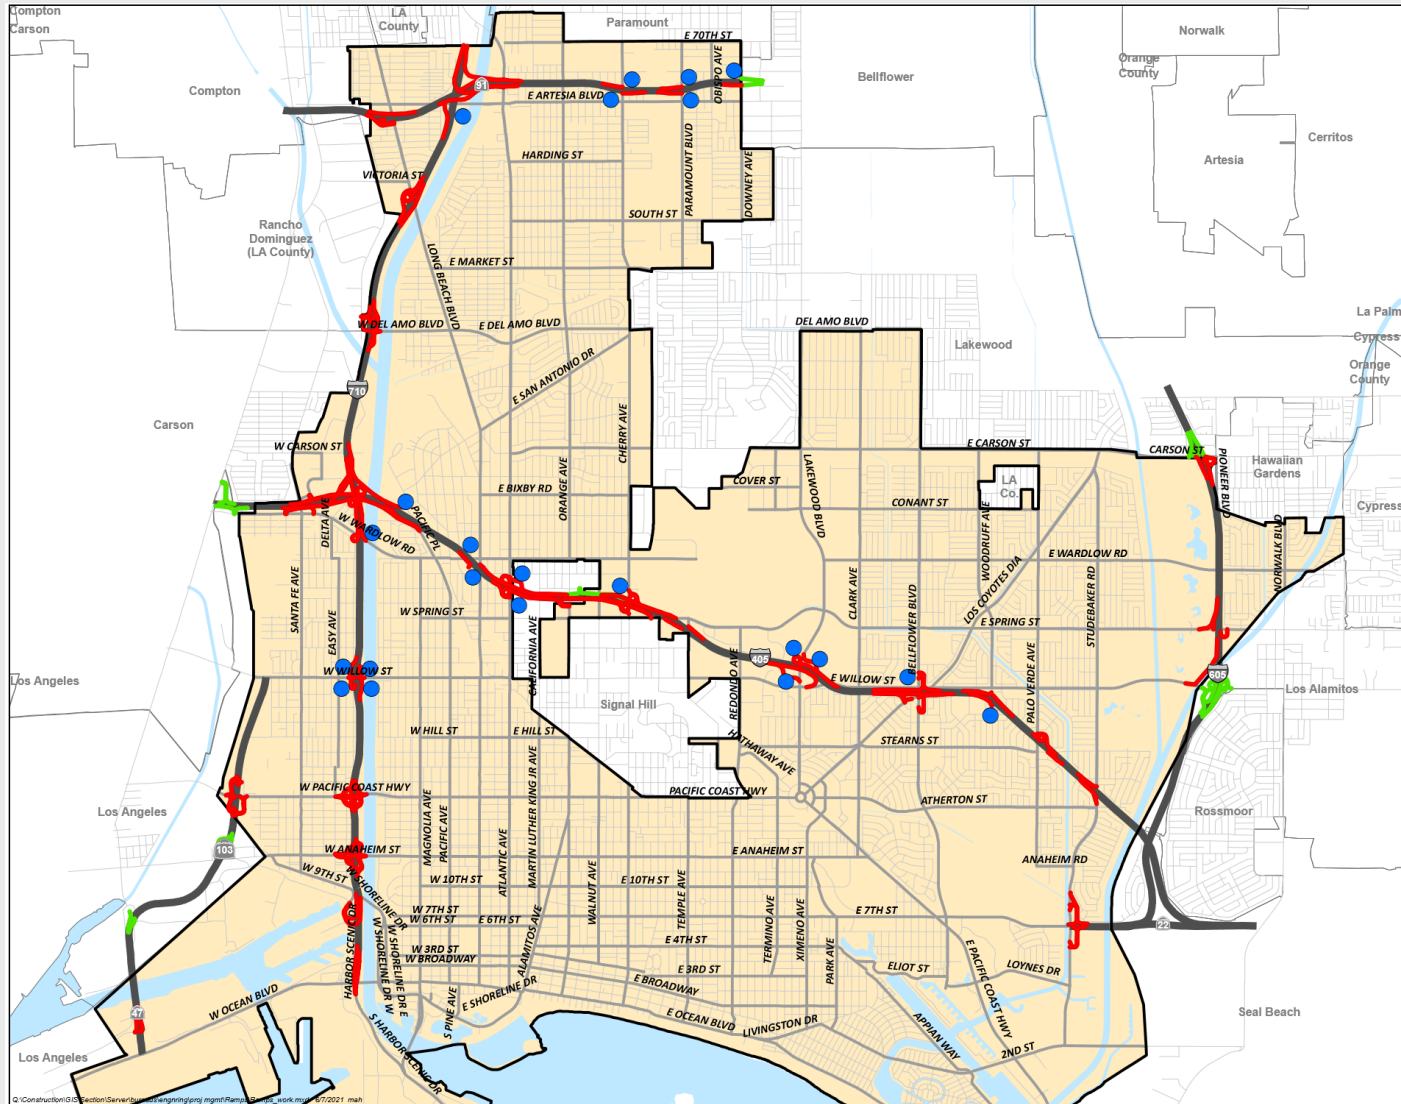 Compton
Carson
LA
County
Paramount
E 70TH ST
Norwalk
Orange
County
Bellflower
Compton
91
OBISPO AVE
E ARTESIA BLVD
Cerritos
Artesia
HARDING ST
PARAMOUNT BLVD
VICTORIA ST
DOWNEY AVE
SOUTH ST
Rancho
Dominguez
(LA County)
E MARKET ST
LONG BEACH BLVD
La Palm
W DEL AMO BLVD
E DEL AMO BLVD
DEL AMO BLVD
Cypress
Lakewood
Orange
County
E SAN ANTONIO DR
710
Carson
CHERRY AVE
W CARSON ST
E CARSON ST
CARSON ST
PIONEER BLVD
Hawaiian
Gardens
ORANGE AVE
LAKEWOOD BLVD
COVER ST
LA
Co.
E BIXBY RD
CONANT ST
Cypress
DELTA AVE
PACIFIC PL
W WARDLOW RD
WOODRUFF AVE
NORWALK BLVD
E WARDLOW RD
SANTA FE AVE
CLARK AVE
LOS COYOTES DIA
STUDEBAKER RD
EASY AVE
W SPRING ST
BELLFLOWER BLVD
E SPRING ST
CALIFORNIA AVE
405
REDONDO AVE
W WILLOW ST
E WILLOW ST
PALO VERDE AVE
605
Los Angeles
Los Alamitos
Signal Hill
W HILL ST
E HILL ST
HATHAWAY AVE
STEARNS ST
W PACIFIC COAST HWY
PACIFIC COAST HWY
ATHERTON ST
Los Angeles
Rossmoor
MAGNOLIA AVE
PACIFIC AVE
ATLANTIC AVE
MARTIN LUTHER KING JR AVE
103
W ANAHEIM ST
E ANAHEIM ST
ANAHEIM RD
W 9TH ST
W SHORELINE DR
W 10TH ST
E 10TH ST
WALNUT AVE
TEMPLE AVE
TERMINO AVE
XIMENO AVE
W 7TH ST
W 6TH ST
E 6TH ST
E 7TH ST
22
HARBOR SCENIC DR
W SHORELINE DR W
W SHORELINE DR E
ALAMITOS AVE
E 4TH ST
PARK AVE
E PACIFIC COAST HWY
W 3RD ST
W BROADWAY
E 3RD ST
ELIOT ST
LOYNES DR
E BROADWAY
W OCEAN BLVD
S PINE AVE
E SHORELINE DR
47
E OCEAN BLVD
LIVINGSTON DR
APPIAN WAY
2ND ST
Seal Beach
S HARBOR SCENIC DR
Los Angeles